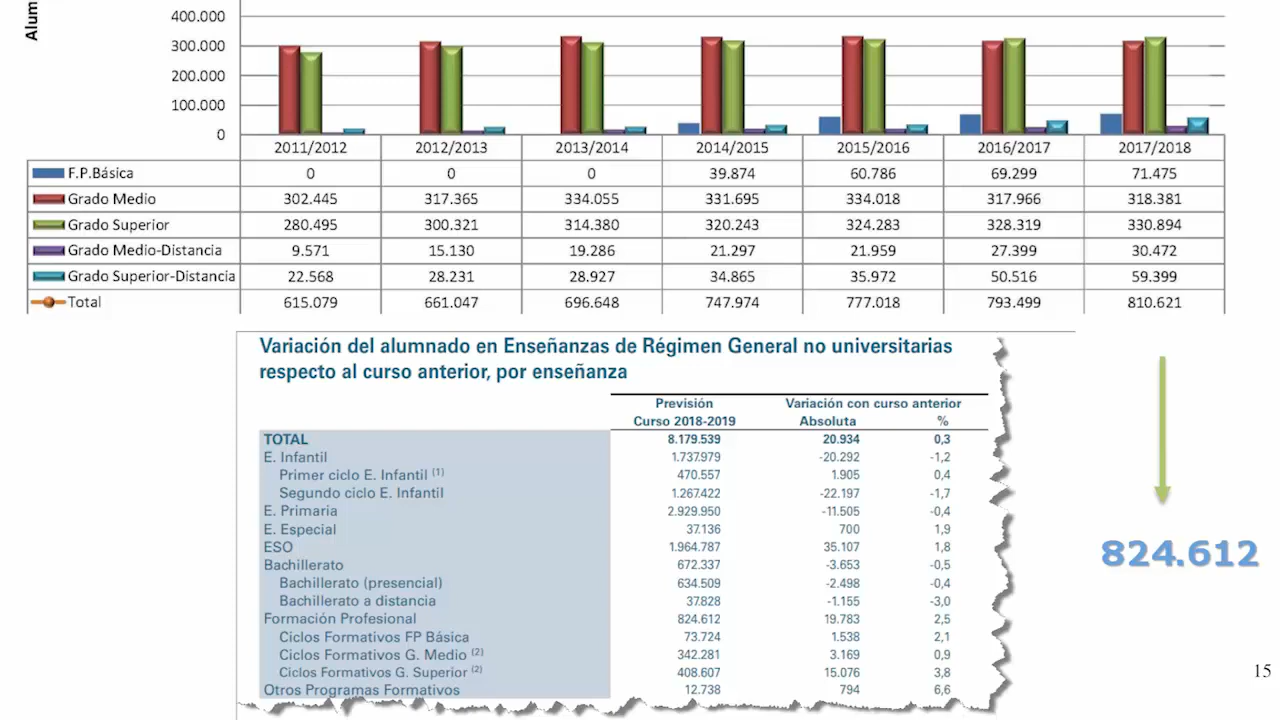 Alum
400.000
300.000
200.000
100.000
0
2011/2012 2012/2013 2013/2014 2014/2015 2015/2016 2016/2017 2017/2018
F.P.Básica 0 0 0 39.874 60.786 69.299 71.475
Grado Medio 302.445 317.365 334.055 331.695 334.018 317.966 318.381
Grado Superior 280.495 300.321 314.380 320.243 324.283 328.319 330.894
Grado Medio-Distancia 9.571 15.130 19.286 21.297 21.959 27.399 30.472
Grado Superior-Distancia 22.568 28.231 28.927 34.865 35.972 50.516 59.399
Total 615.079 661.047 696.648 747.974 777.018 793.499 810.621
Variación del alumnado en Enseñanzas de Régimen General no universitarias
respecto al curso anterior, por enseñanza
Previsión Variación con curso anterior
Curso 2018-2019 Absoluta %
TOTAL 8.179.539 20.934 0,3
E. Infantil 1.737.979 -20.292 -1,2
Primer ciclo E. Infantil (1) 470.557 1.905 0,4
Segundo ciclo E. Infantil 1.267.422 -22.197 -1,7
E. Primaria 2.929.950 -11.505 -0,4
E. Especial 37.136 700 1,9
ESO 1.964.787 35.107 1,8
Bachillerato 672.337 -3.653 -0,5
Bachillerato (presencial) 634.509 -2.498 -0,4
Bachillerato a distancia 37.828 -1.155 -3,0
Formación Profesional 824.612 19.783 2,5
Ciclos Formativos FP Básica 73.724 1.538 2,1
Ciclos Formativos G. Medio (2) 342.281 3.169 0,9
Ciclos Formativos G. Superior (2) 408.607 15.076 3,8
Otros Programas Formativos 12.738 794 6,6
824.612
15